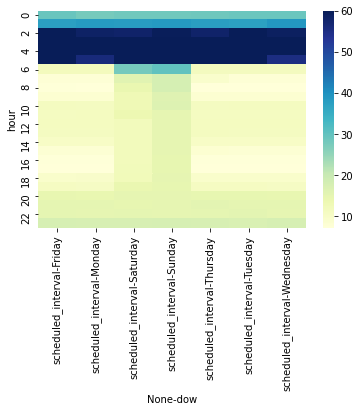 0
2
4
6
8
10
12
14
16
18
20
22
hour
scheduled_interval-Friday
scheduled_interval-Monday
scheduled_interval-Saturday
scheduled_interval-Sunday
scheduled_interval-Thursday
scheduled_interval-Tuesday
scheduled_interval-Wednesday
None-dow
60
50
40
30
20
10